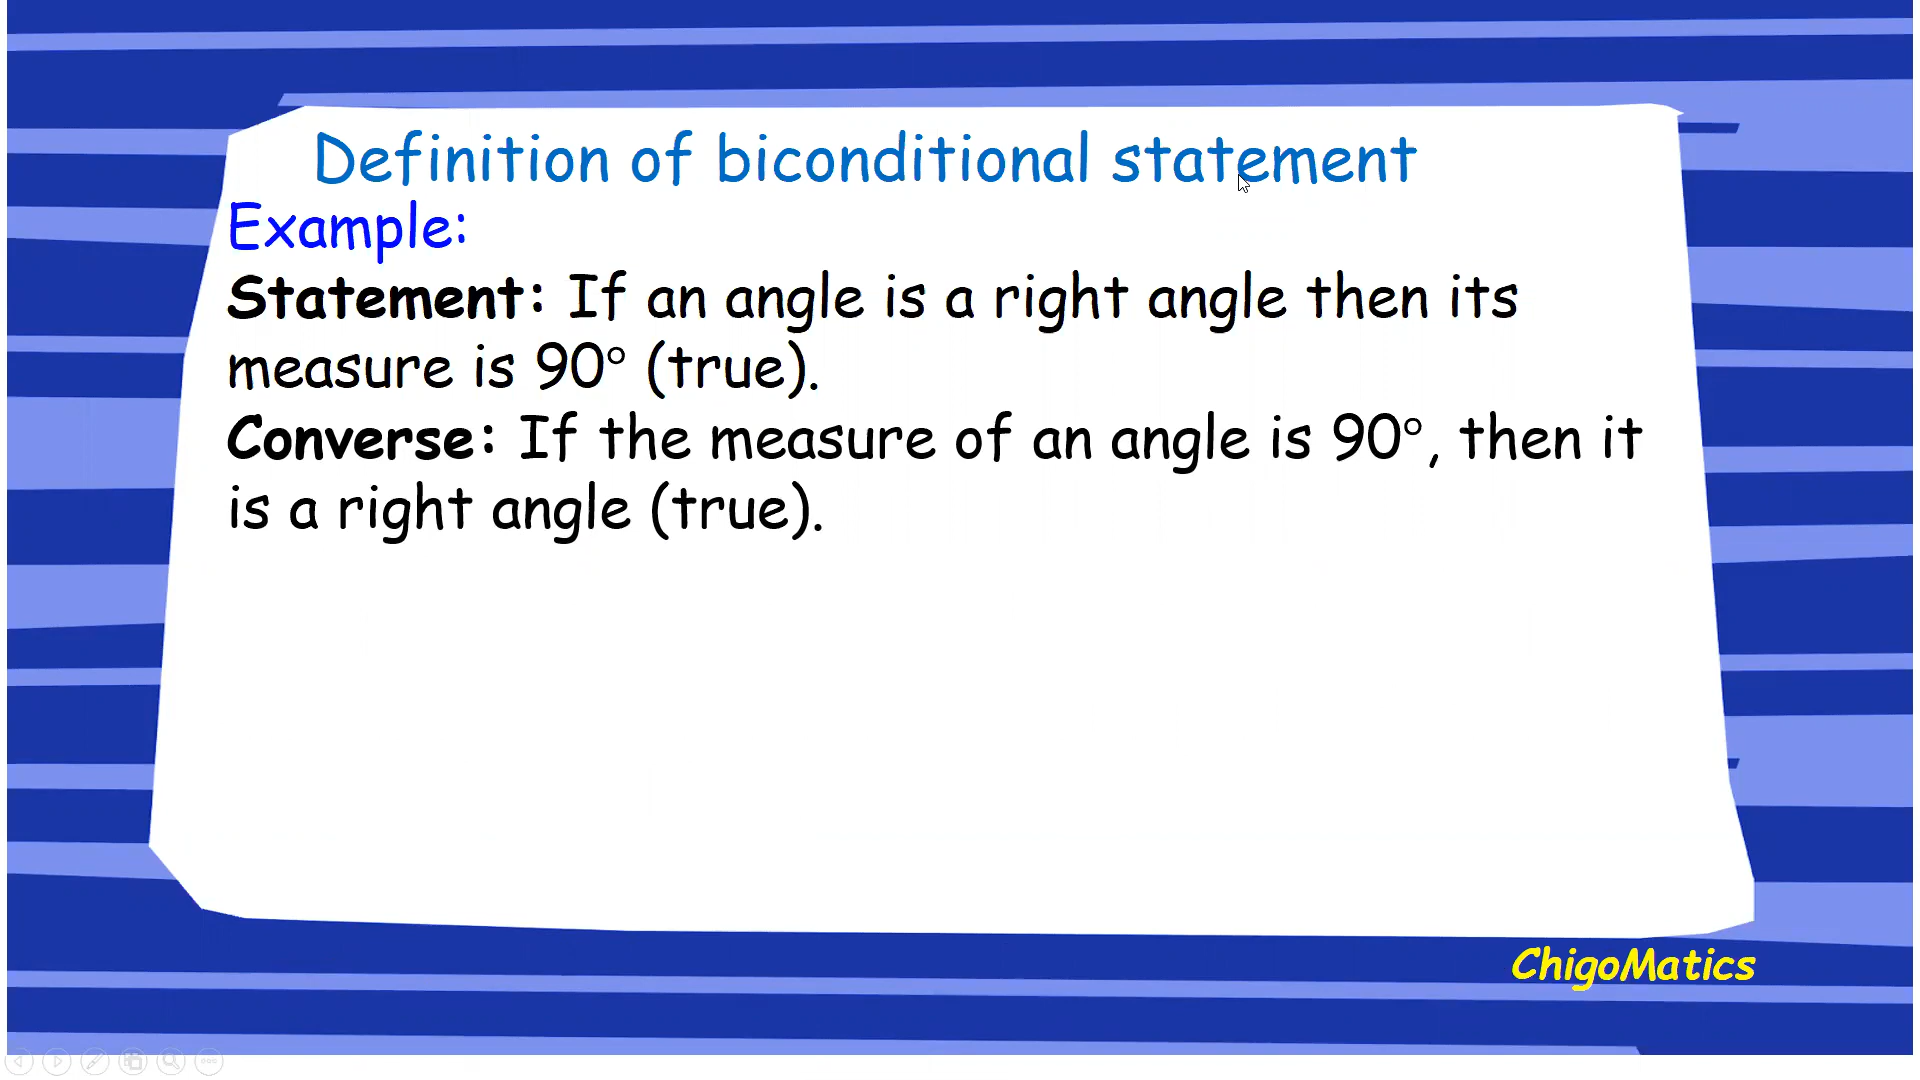 Definition of biconditional statement
Example:
Statement: If an angle is a right angle then its
measure is 90° (true).
Converse: If the measure of an angle is 90°, then it
is a right angle (true).
ChigoMatics